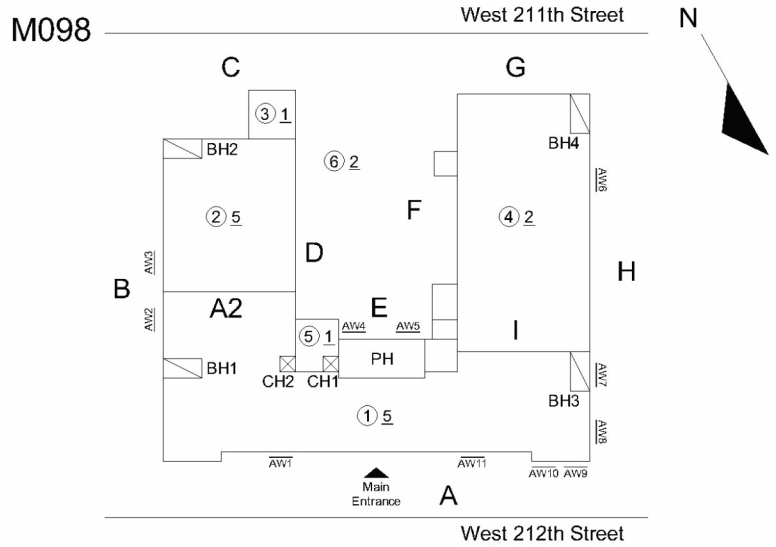 West 211th Street
N
M098
C
G
③ 1
BH2
BH4
⑥ 2
AW6
F
② 5
④ 2
D
AW3
H
B
A2
E
AW2
⑤ 1
AW4
AW5
I
PH
BH1
CH2
CH1
AW7
BH3
① 5
AW8
AW1
AW11
AW10
AW9
Main
Entrance
A
West 212th Street